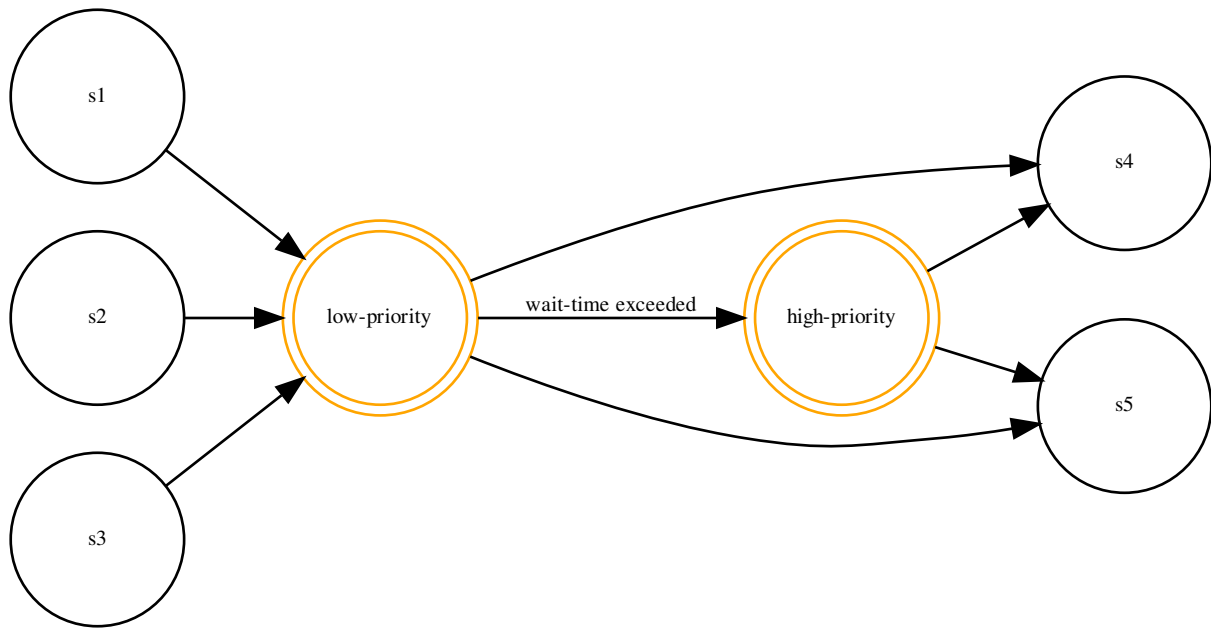 s1
s2
s3
low-priority
wait-time exceeded
high-priority
s4
s5